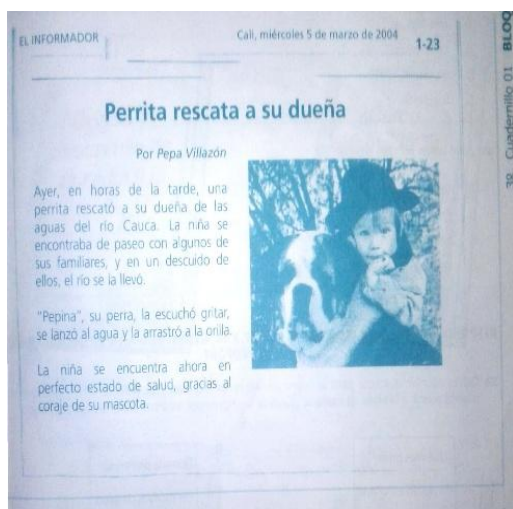 EL INFORMADOR
Cali, miércoles 5 de marzo de 2004
1-23
Perrita rescata a su dueña
Por Pepa Villazón
Ayer, en horas de la tarde, una
perrita rescató a su dueña de las
aguas del río Cauca. La niña se
encontraba de paseo con algunos de
sus familiares, y en un descuido de
ellos, el río se la llevó.
"Pepina", su perra, la escuchó gritar,
se lanzó al agua y la arrastró a la orilla.
La niña se encuentra ahora en
perfecto estado de salud, gracias al
coraje de su mascota.
38 Cuadernillo 01 BLOQ